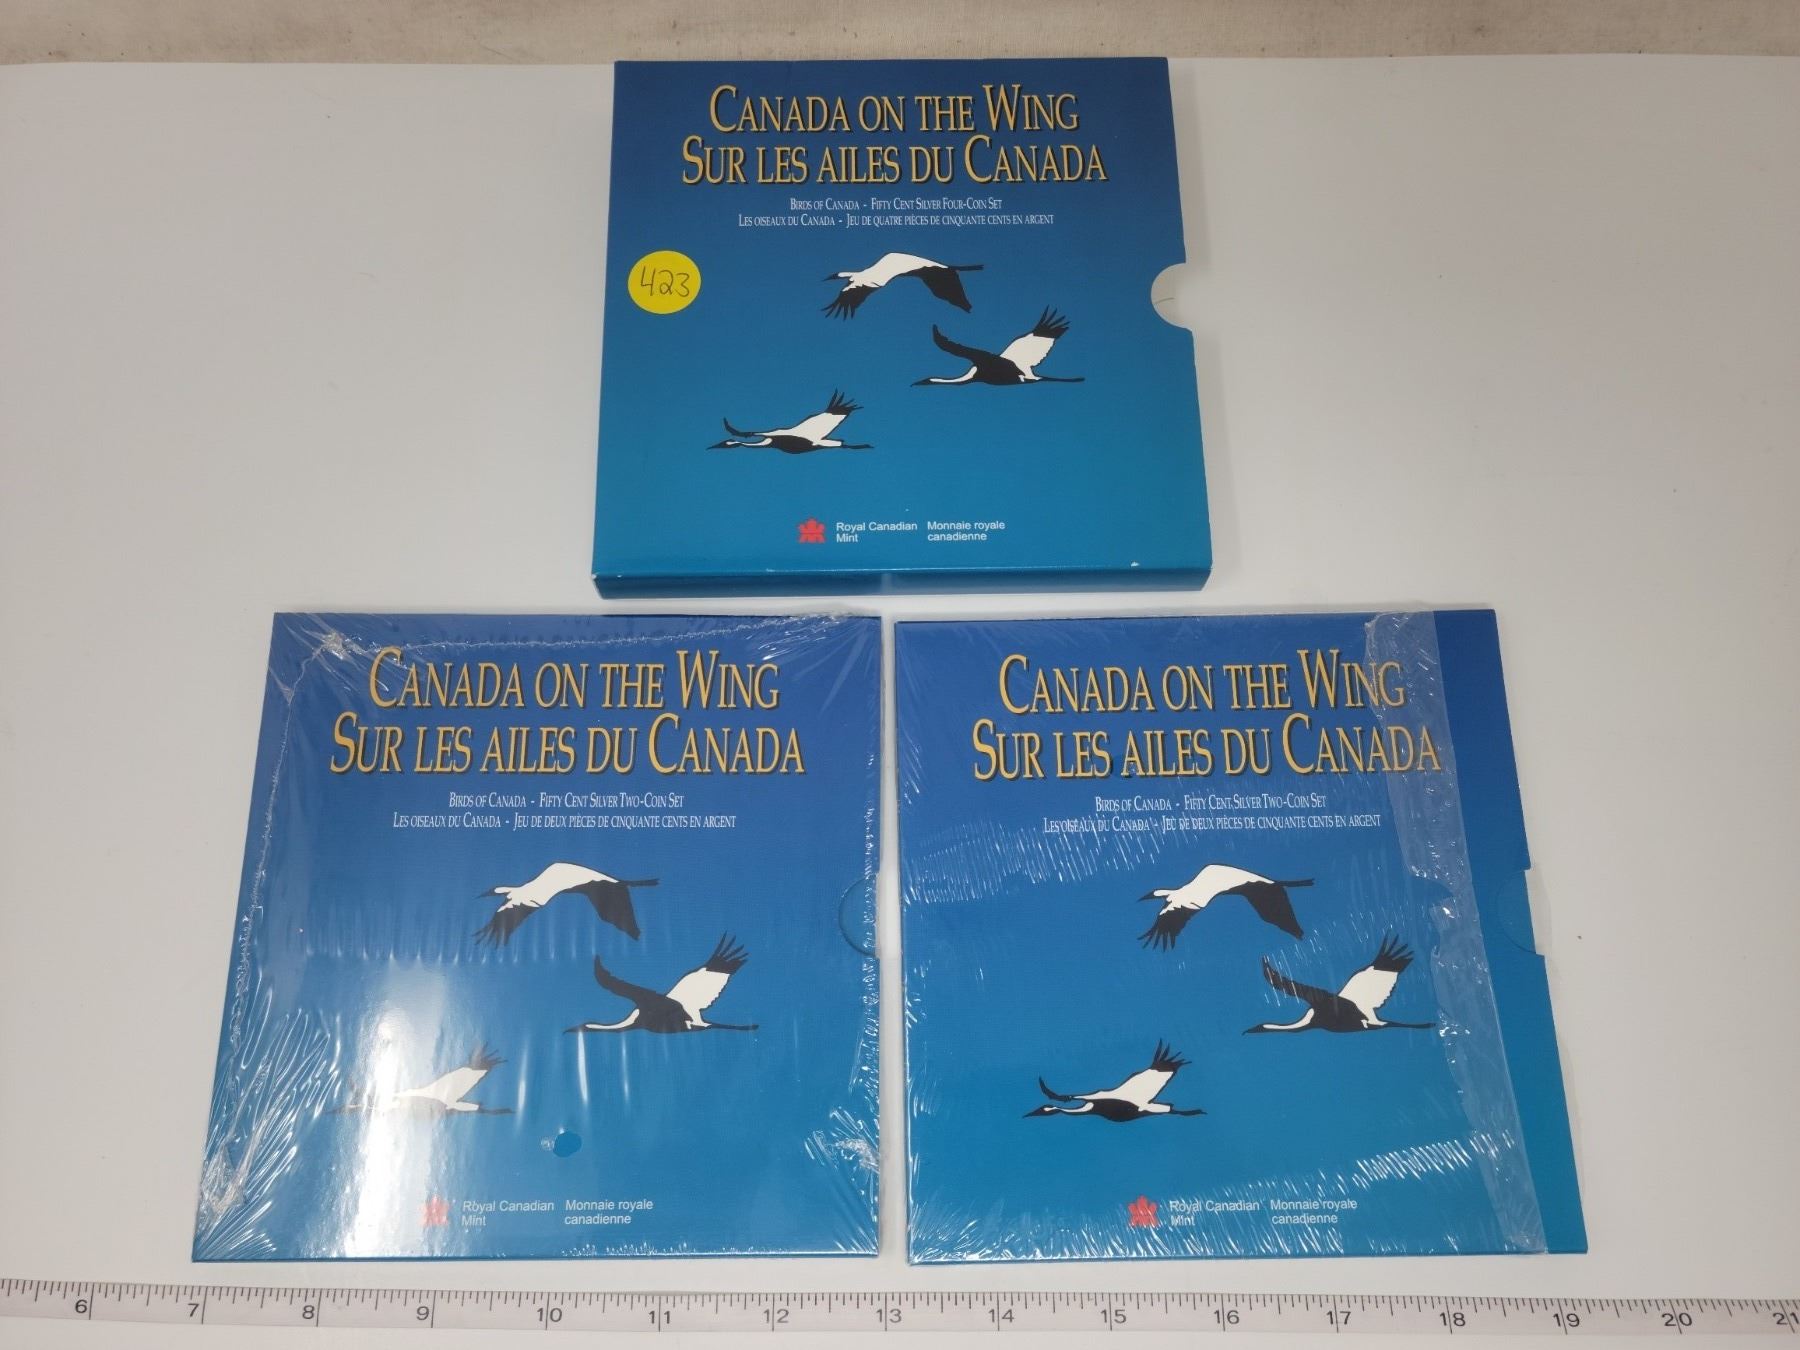 CANADA ON THE WING
SUR LES AILES DU CANADA
BIRDS OF CANADA - FIFTY CENT SILVER FOUR-COIN SET
LES OISEAUX DU CANADA - JEU DE QUATRE PIÈCES DE CINQUANTE CENTS EN ARGENT
423
Royal Canadian Mint
Monnaie royale canadienne
CANADA ON THE WING
SUR LES AILES DU CANADA
BIRDS OF CANADA - FIFTY CENT SILVER TWO-COIN SET
LES OISEAUX DU CANADA - JEU DE DEUX PIÈCES DE CINQUANTE CENTS EN ARGENT
Royal Canadian Mint
Monnaie royale canadienne
CANADA ON THE WING
SUR LES AILES DU CANADA
BIRDS OF CANADA - FIFTY CENT SILVER TWO-COIN SET
LES OISEAUX DU CANADA - JEU DE DEUX PIÈCES DE CINQUANTE CENTS EN ARGENT
Royal Canadian Mint
Monnaie royale canadienne
6 7 8 9 10 11 12 13 14 15 16 17 18 19 20 21